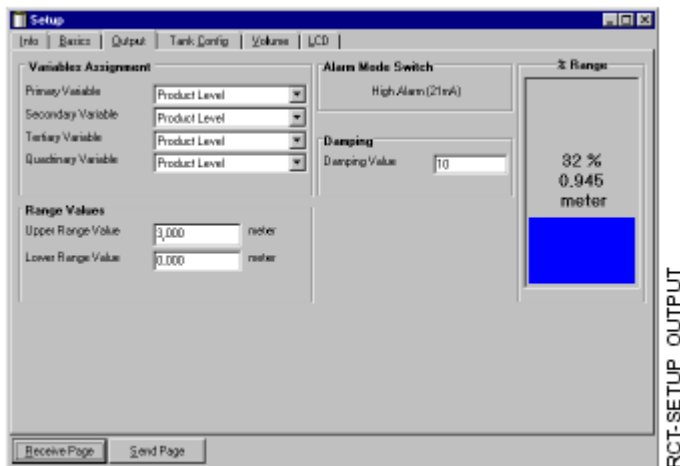 Setup
Info Basics Output Tank Config Volume LCD
Variables Assignment
Primary Variable Product Level
Secondary Variable Product Level
Tertiary Variable Product Level
Quadrinary Variable Product Level
Range Values
Upper Range Value 3,000 meter
Lower Range Value 0.000 meter
Alarm Mode Switch
High Alarm (21mA)
Damping
Damping Value 10
% Range
32 %
0.945
meter
Receive Page Send Page
RCT-SETUP OUTPUT